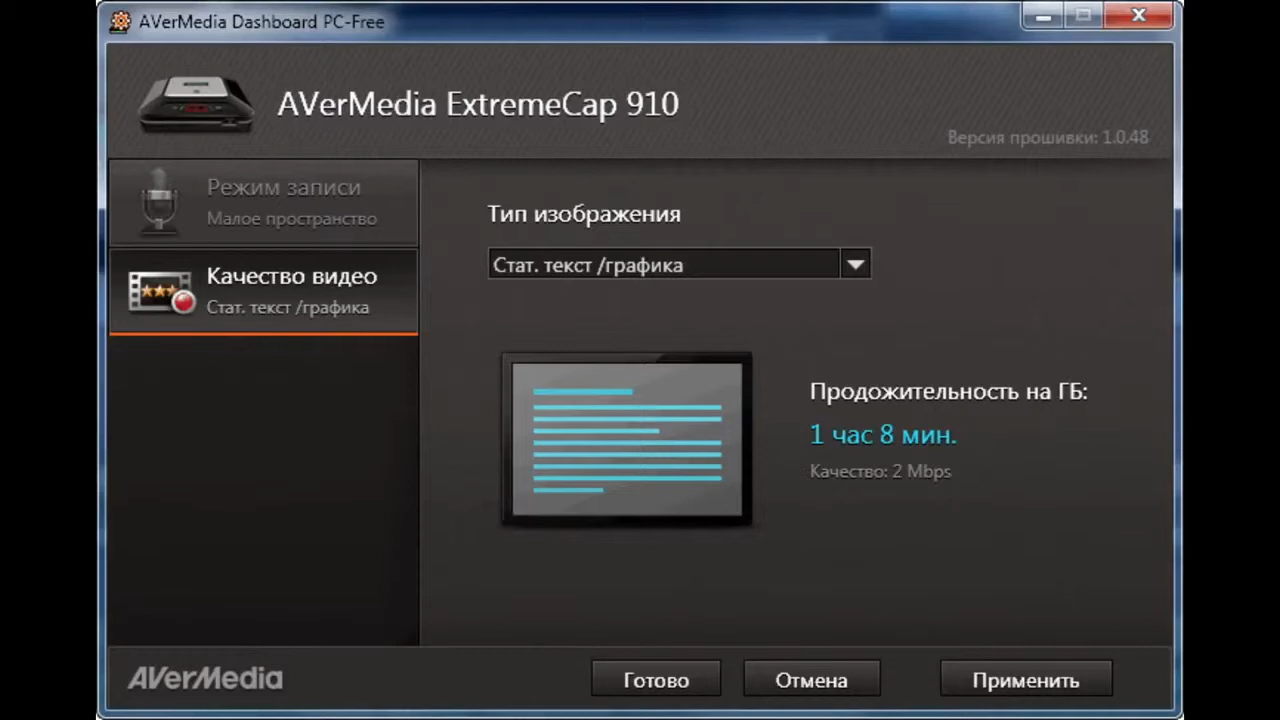 AVerMedia Dashboard PC-Free
AVerMedia ExtremeCap 910
Версия прошивки: 1.0.48
Режим записи
Малое пространство
Качество видео
Стат. текст /графика
Тип изображения
Стат. текст /графика
Продожительность на ГБ:
1 час 8 мин.
Качество: 2 Mbps
AVerMedia
Готово
Отмена
Применить